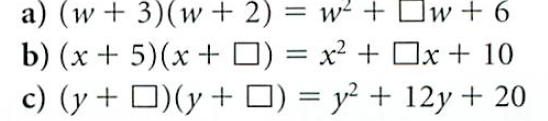 a) (w + 3)(w + 2) = w² + □w + 6
b) (x + 5)(x + □) = x² + □x + 10
c) (y + □)(y + □) = y² + 12y + 20